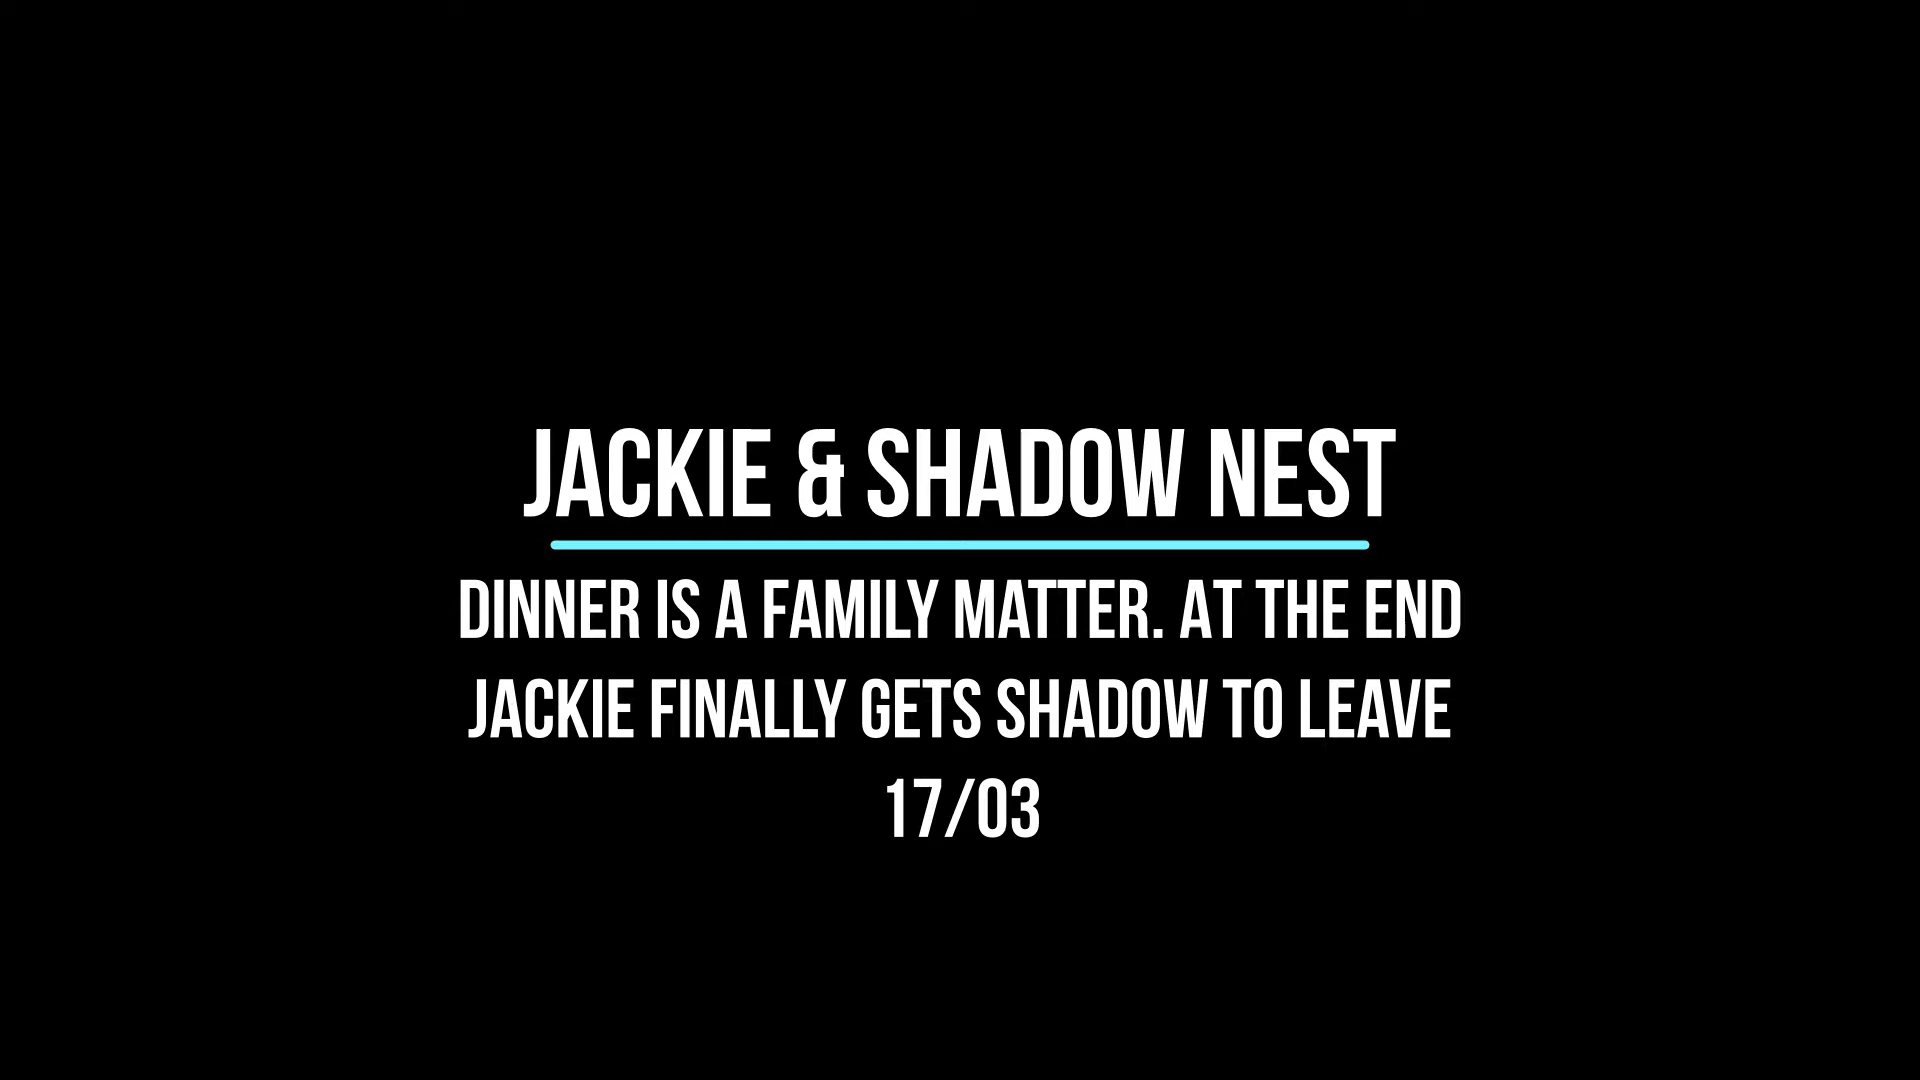 JACKIE & SHADOW NEST
DINNER IS A FAMILY MATTER. AT THE END
JACKIE FINALLY GETS SHADOW TO LEAVE
17/03